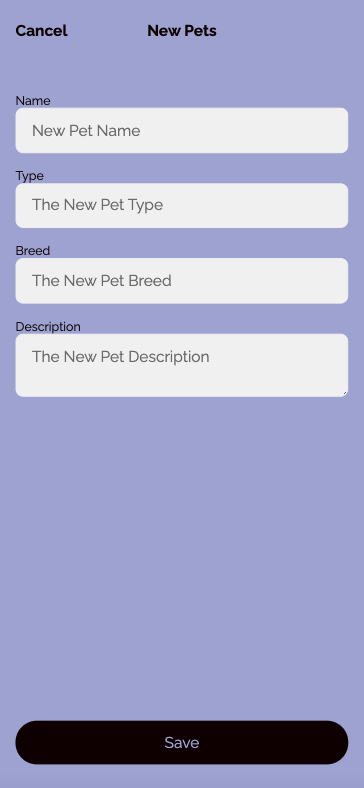 Cancel New Pets
Name
New Pet Name
Type
The New Pet Type
Breed
The New Pet Breed
Description
The New Pet Description
Save